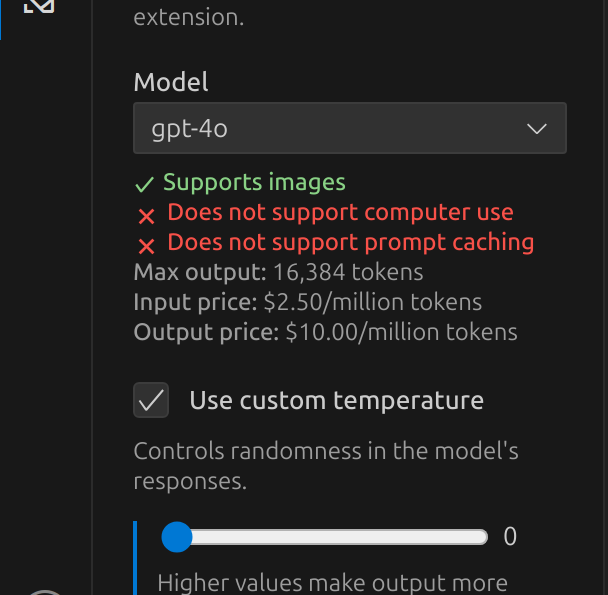 extension.
Model
gpt-4o
Supports images
Does not support computer use
Does not support prompt caching
Max output: 16,384 tokens
Input price: $2.50/million tokens
Output price: $10.00/million tokens
Use custom temperature
Controls randomness in the model's
responses.
0
Higher values make output more